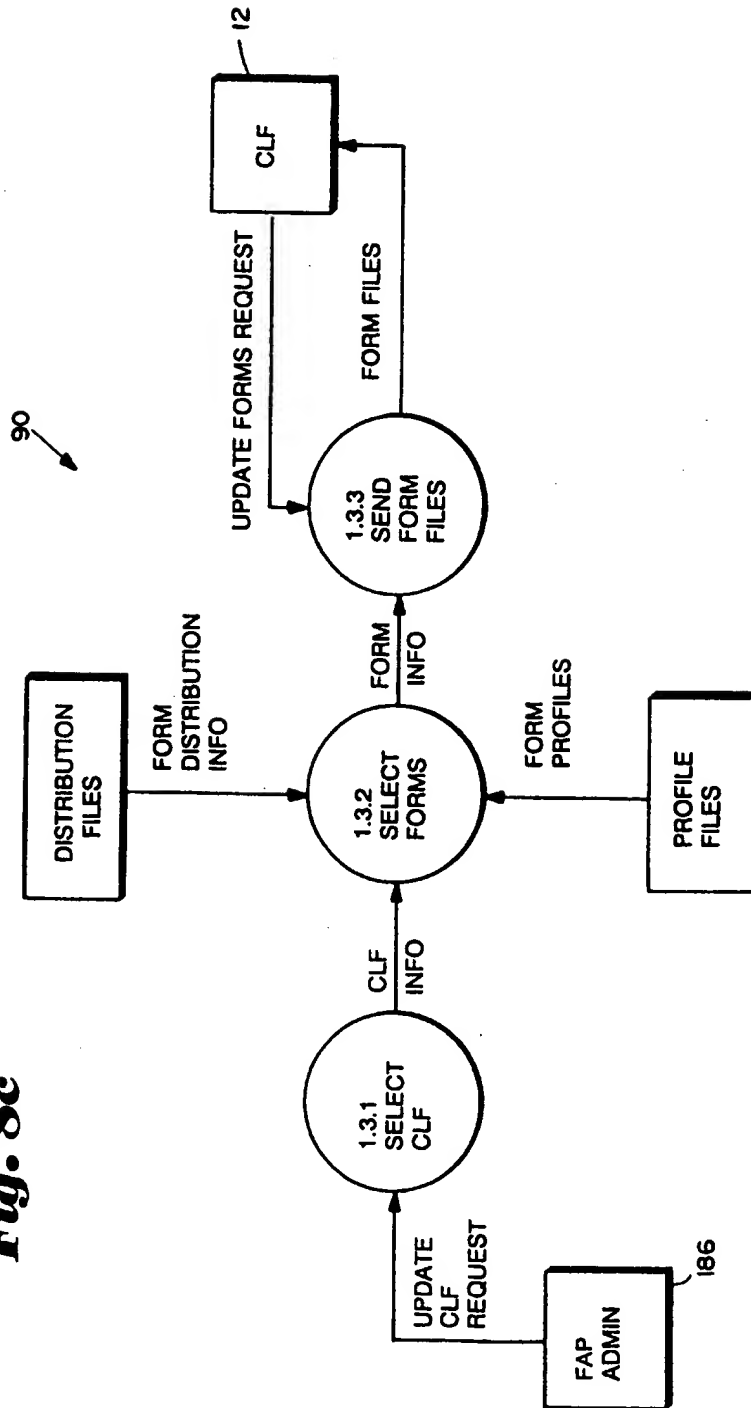 Fig. 8c
90
DISTRIBUTION
FILES
FORM
DISTRIBUTION
INFO
UPDATE FORMS REQUEST
CLF
12
FORM FILES
1.3.1
SELECT
CLF
CLF
INFO
1.3.2
SELECT
FORMS
FORM
INFO
1.3.3
SEND
FORM
FILES
UPDATE
CLF
REQUEST
FORM
PROFILES
FAP
ADMIN
186
PROFILE
FILES